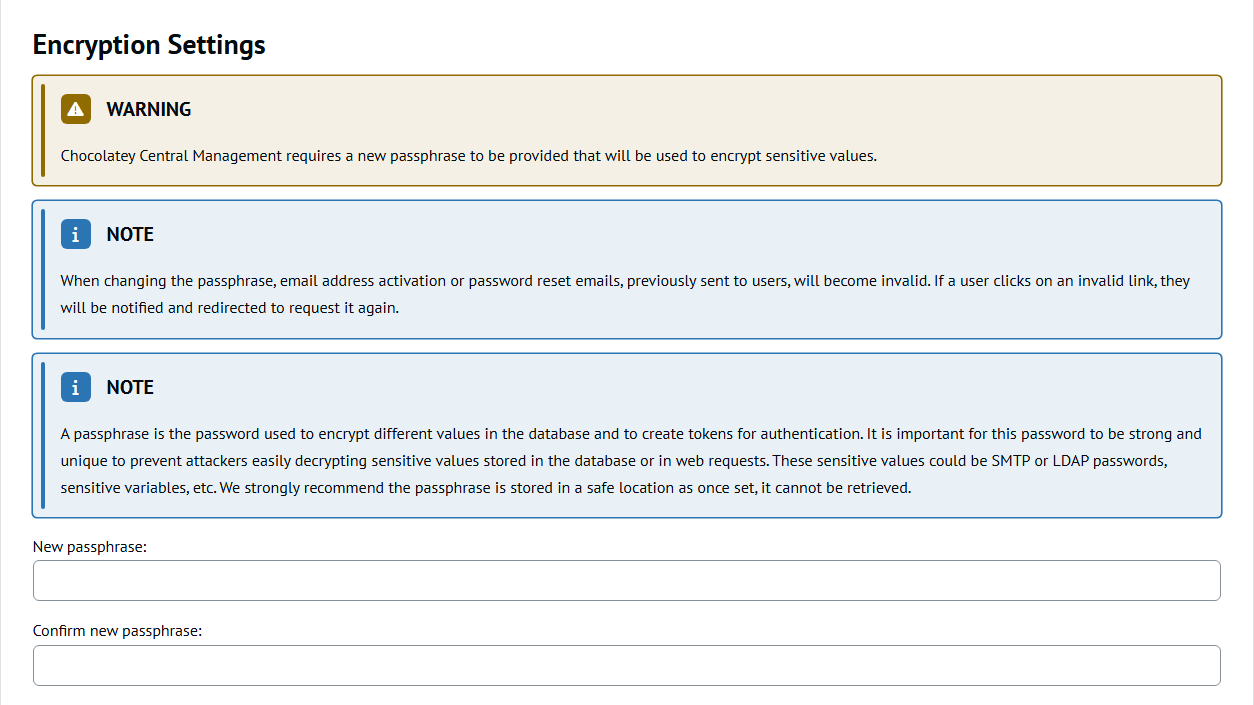 Encryption Settings
WARNING
Chocolatey Central Management requires a new passphrase to be provided that will be used to encrypt sensitive values.
NOTE
When changing the passphrase, email address activation or password reset emails, previously sent to users, will become invalid. If a user clicks on an invalid link, they
will be notified and redirected to request it again.
NOTE
A passphrase is the password used to encrypt different values in the database and to create tokens for authentication. It is important for this password to be strong and
unique to prevent attackers easily decrypting sensitive values stored in the database or in web requests. These sensitive values could be SMTP or LDAP passwords,
sensitive variables, etc. We strongly recommend the passphrase is stored in a safe location as once set, it cannot be retrieved.
New passphrase:
Confirm new passphrase: